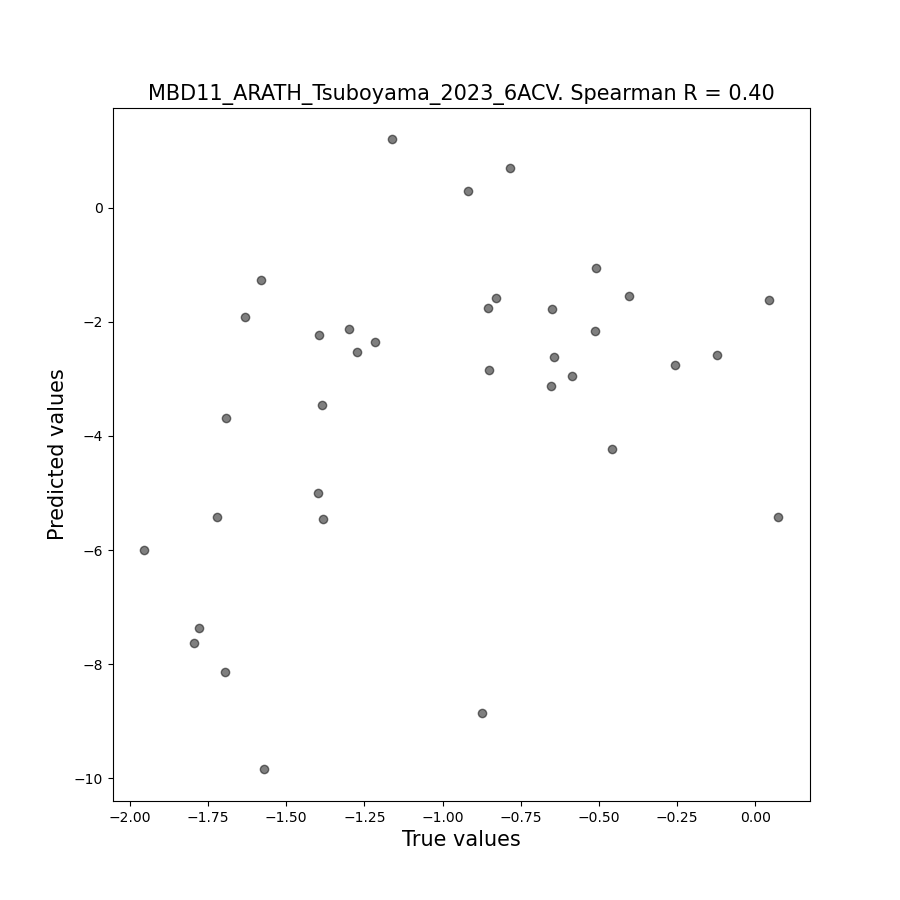 MBD11_ARATH_Tsuboyama_2023_6ACV. Spearman R = 0.40
0
−2
−4
−6
−8
−10
Predicted values
−2.00 −1.75 −1.50 −1.25 −1.00 −0.75 −0.50 −0.25 0.00
True values